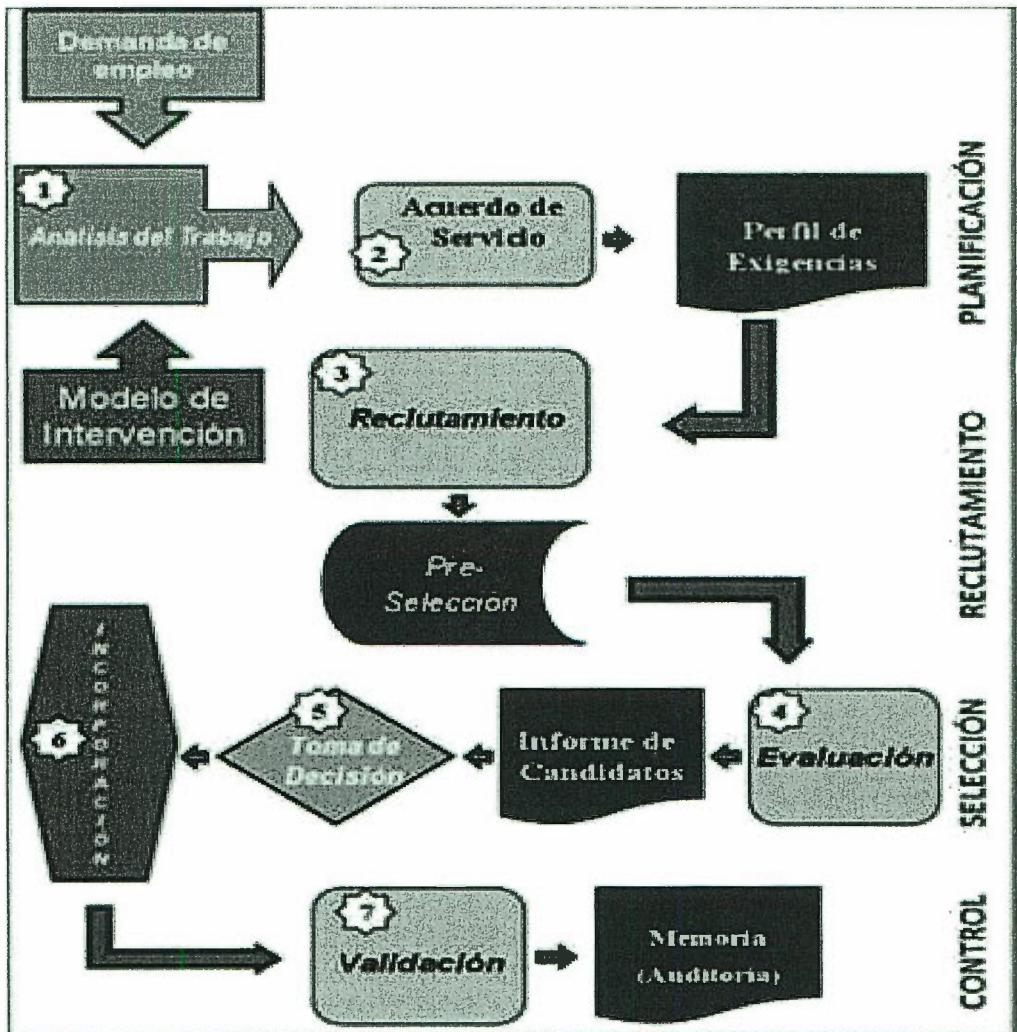 Demanda de
empleo
1
Análisis del Trabajo
Acuerdo de
Servicio
2
Perfil de
Exigencias
PLANIFICACIÓN
Modelo de
Intervención
3
Reclutamiento
RECLUTAMIENTO
Pre-
Selección
4
Evaluación
Informe de
Candidatos
5
Toma de
Decisión
6
INCORPORACION
SELECCIÓN
7
Validación
Memoria
(Auditoría)
CONTROL